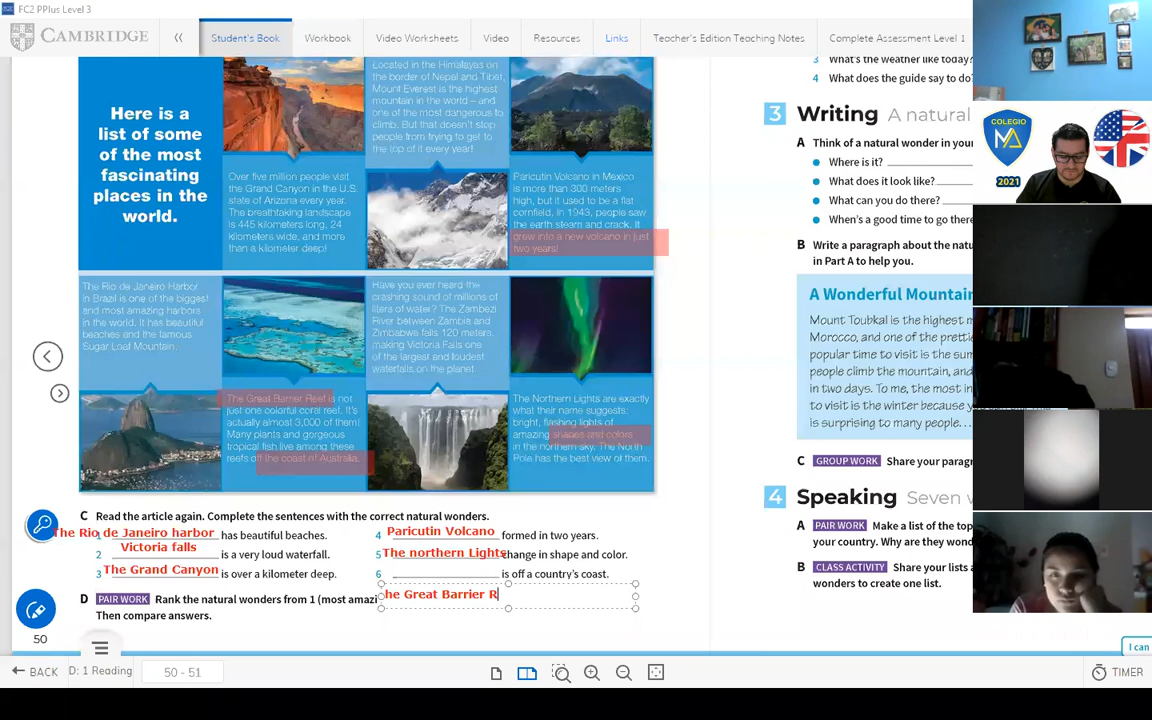 FC2 PPlus Level 3
CAMBRIDGE
Student's Book
Workbook
Video Worksheets
Video
Resources
Links
Teacher's Edition Teaching Notes
Complete Assessment Level 1
Here is a
list of some
of the most
fascinating
places in the
world.
Over five million people visit
the Grand Canyon in the U.S.
state of Arizona every year.
The breathtaking landscape
is 445 kilometers long, 24
kilometers wide, and more
than a kilometer deep!
Located in the Himalayas on
the border of Nepal and Tibet,
Mount Everest is the highest
mountain in the world – and
one of the most dangerous to
climb. But that doesn't stop
people from trying to get to
the top of it every year!
Paricutin Volcano in Mexico
is more than 300 meters
high, but it used to be a flat
cornfield. In 1943, people saw
the earth steam and crack. It
grew into a new volcano in just
two years!
The Rio de Janeiro Harbor
in Brazil is one of the biggest
and most amazing harbors
in the world. It has beautiful
beaches and the famous
Sugar Loaf Mountain.
The Great Barrier Reef is not
just one colorful coral reef. It's
actually almost 3,000 of them!
Many plants and gorgeous
tropical fish live among these
reefs off the coast of Australia.
Have you ever heard the
crashing sound of millions of
liters of water? The Zambezi
River between Zambia and
Zimbabwe falls 120 meters,
making Victoria Falls one
of the largest and loudest
waterfalls on the planet.
The Northern Lights are exactly
what their name suggests:
bright, flashing lights of
amazing shapes and colors
in the northern sky. The North
Pole has the best view of them.
C Read the article again. Complete the sentences with the correct natural wonders.
1 The Rio de Janeiro harbor has beautiful beaches.
2 Victoria falls is a very loud waterfall.
3 The Grand Canyon is over a kilometer deep.
4 Paricutin Volcano formed in two years.
5 The northern Lights change in shape and color.
6 is off a country's coast.
he Great Barrier R
D PAIR WORK Rank the natural wonders from 1 (most amazi
Then compare answers.
3 What's the weather like today?
4 What does the guide say to do
3 Writing A natural
A Think of a natural wonder in your
Where is it?
What does it look like?
What can you do there?
When's a good time to go there
B Write a paragraph about the natu
in Part A to help you.
A Wonderful Mountain
Mount Toubkal is the highest m
Morocco, and one of the prettie
popular time to visit is the sum
people climb the mountain, and
in two days. To me, the most in
to visit is the winter because y
is surprising to many people...
C GROUP WORK Share your paragr
4 Speaking Seven w
A PAIR WORK Make a list of the top
your country. Why are they wond
B CLASS ACTIVITY Share your lists a
wonders to create one list.
I can
COLEGIO
MA
2021
50
BACK
D: 1 Reading
50 - 51
TIMER